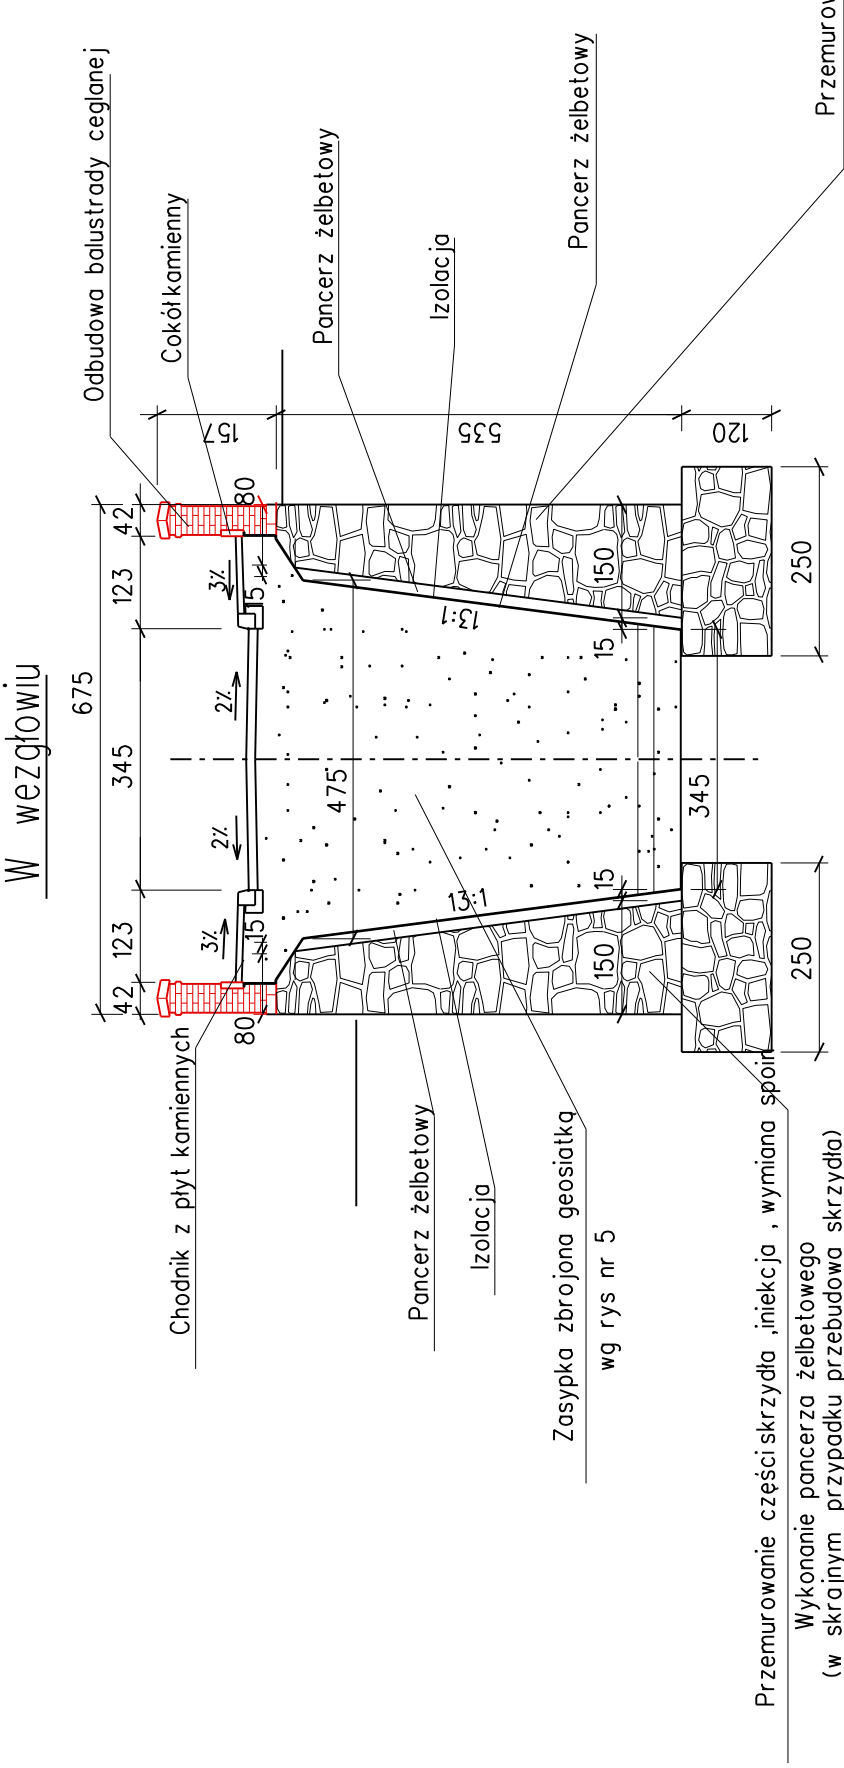 W wezgłowiu
675
42
123
345
123
42
3%
2%
2%
3%
80
15
80
15
157
535
120
475
13:1
13:1
150
15
15
150
345
250
250
Odbudowa balustrady ceglanej
Cokół kamienny
Pancerz żelbetowy
Izolacja
Pancerz żelbetowy
Przemurow
Chodnik z płyt kamiennych
Pancerz żelbetowy
Izolacja
Zasypka zbrojona geosiatką
wg rys nr 5
Przemurowanie części skrzydła ,iniekcja , wymiana spoin
Wykonanie pancerza żelbetowego
(w skrajnym przypadku przebudowa skrzydła)